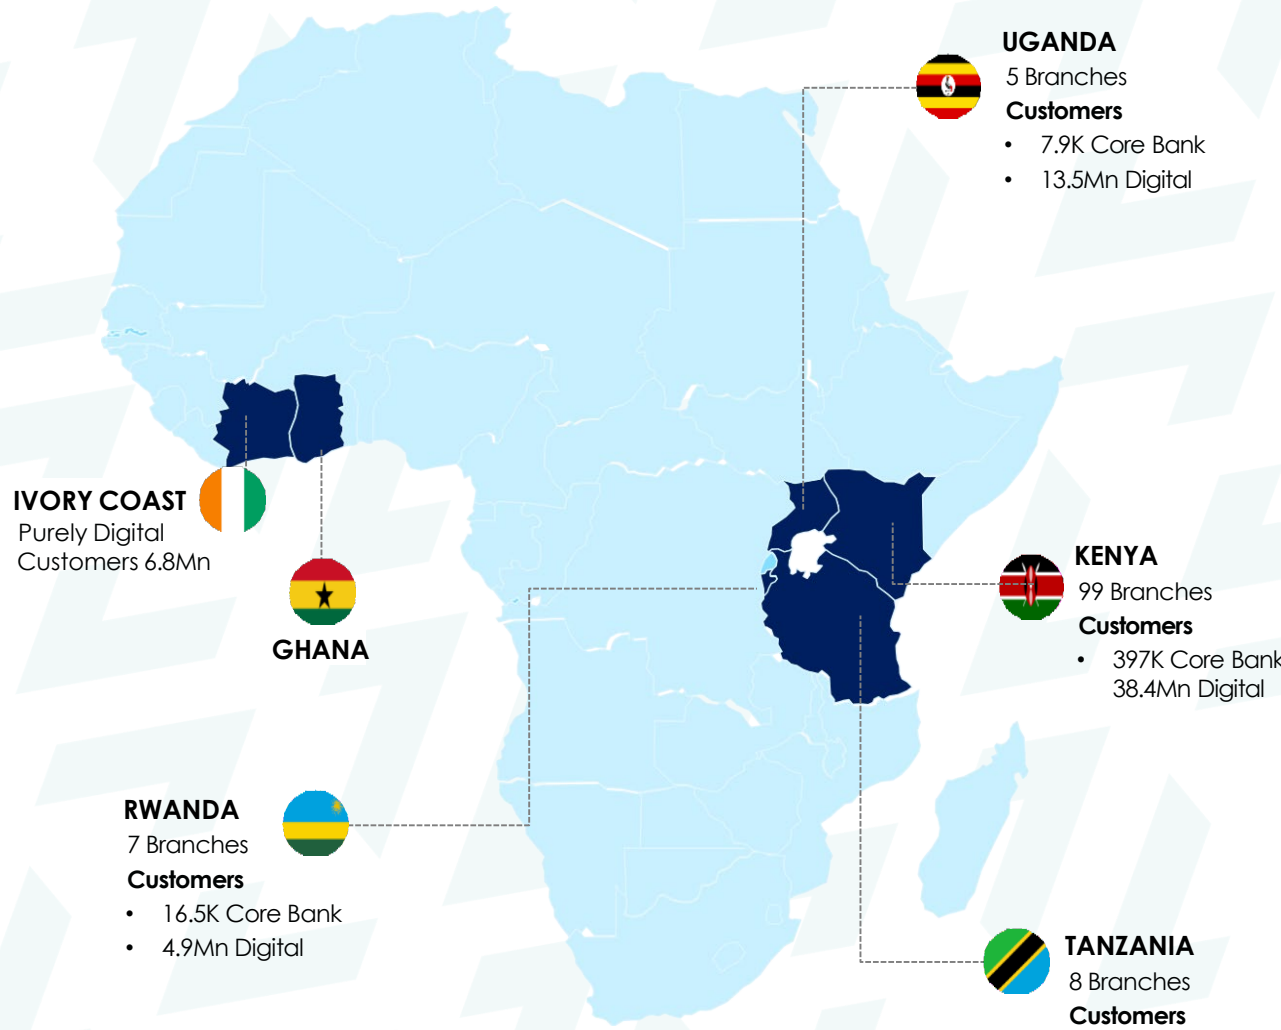 UGANDA
5 Branches
Customers
• 7.9K Core Bank
• 13.5Mn Digital
IVORY COAST
Purely Digital
Customers 6.8Mn
GHANA
KENYA
99 Branches
Customers
• 397K Core Bank
38.4Mn Digital
RWANDA
7 Branches
Customers
• 16.5K Core Bank
• 4.9Mn Digital
TANZANIA
8 Branches
Customers